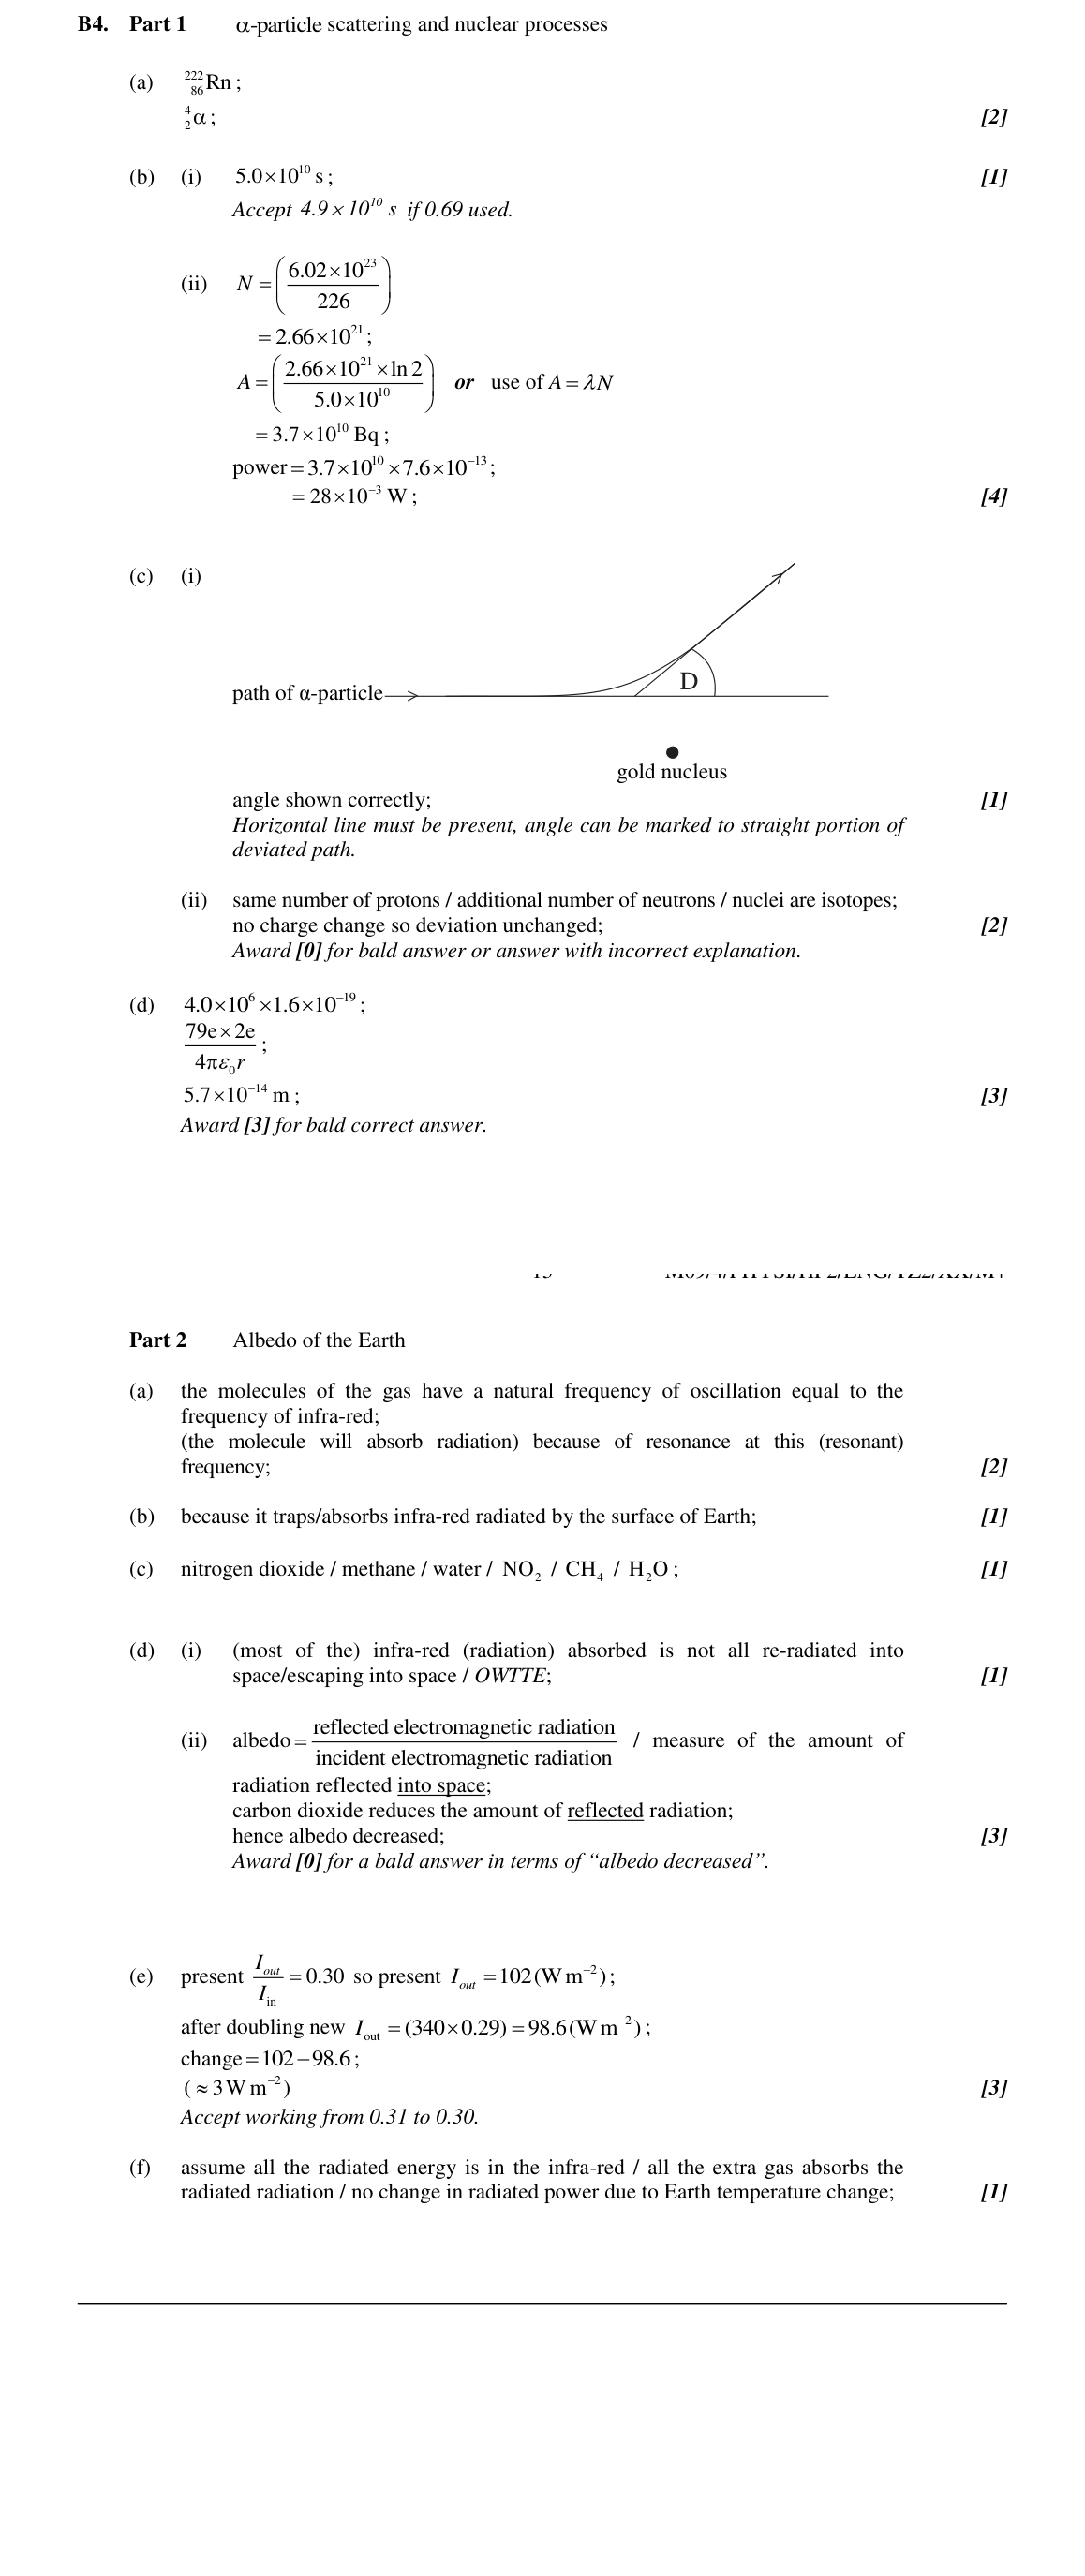 B4. Part 1 α-particle scattering and nuclear processes
(a) ²²²₈₆Rn ;
⁴₂α ; [2]
(b) (i) 5.0×10¹⁰ s ; [1]
Accept 4.9×10¹⁰ s if 0.69 used.
(ii) N = (6.02×10²³ / 226)
= 2.66×10²¹ ;
A = (2.66×10²¹ × ln 2 / 5.0×10¹⁰) or use of A = λN
= 3.7×10¹⁰ Bq ;
power = 3.7×10¹⁰ × 7.6×10⁻¹³ ;
= 28×10⁻³ W ; [4]
(c) (i)
D
path of α-particle
gold nucleus
angle shown correctly; [1]
Horizontal line must be present, angle can be marked to straight portion of
deviated path.
(ii) same number of protons / additional number of neutrons / nuclei are isotopes;
no charge change so deviation unchanged; [2]
Award [0] for bald answer or answer with incorrect explanation.
(d) 4.0×10⁶ ×1.6×10⁻¹⁹ ;
79e × 2e / 4πε₀r ;
5.7×10⁻¹⁴ m ; [3]
Award [3] for bald correct answer.
Part 2 Albedo of the Earth
(a) the molecules of the gas have a natural frequency of oscillation equal to the
frequency of infra-red;
(the molecule will absorb radiation) because of resonance at this (resonant)
frequency; [2]
(b) because it traps/absorbs infra-red radiated by the surface of Earth; [1]
(c) nitrogen dioxide / methane / water / NO₂ / CH₄ / H₂O ; [1]
(d) (i) (most of the) infra-red (radiation) absorbed is not all re-radiated into
space/escaping into space / OWTTE; [1]
(ii) albedo = reflected electromagnetic radiation / incident electromagnetic radiation / measure of the amount of
radiation reflected into space;
carbon dioxide reduces the amount of reflected radiation;
hence albedo decreased; [3]
Award [0] for a bald answer in terms of “albedo decreased”.
(e) present I_out / I_in = 0.30 so present I_out = 102 (W m⁻²) ;
after doubling new I_out = (340×0.29) = 98.6 (W m⁻²) ;
change = 102 – 98.6 ;
( ≈ 3 W m⁻² ) [3]
Accept working from 0.31 to 0.30.
(f) assume all the radiated energy is in the infra-red / all the extra gas absorbs the
radiated radiation / no change in radiated power due to Earth temperature change; [1]